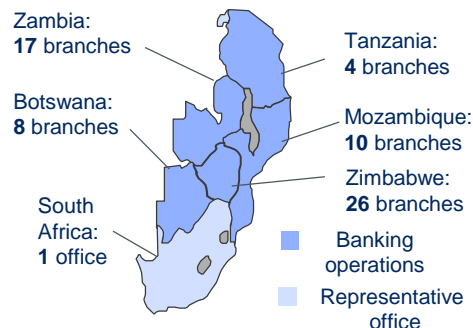 Zambia:
17 branches
Tanzania:
4 branches
Botswana:
8 branches
Mozambique:
10 branches
Zimbabwe:
26 branches
South
Africa:
1 office
Banking
operations
Representative
office